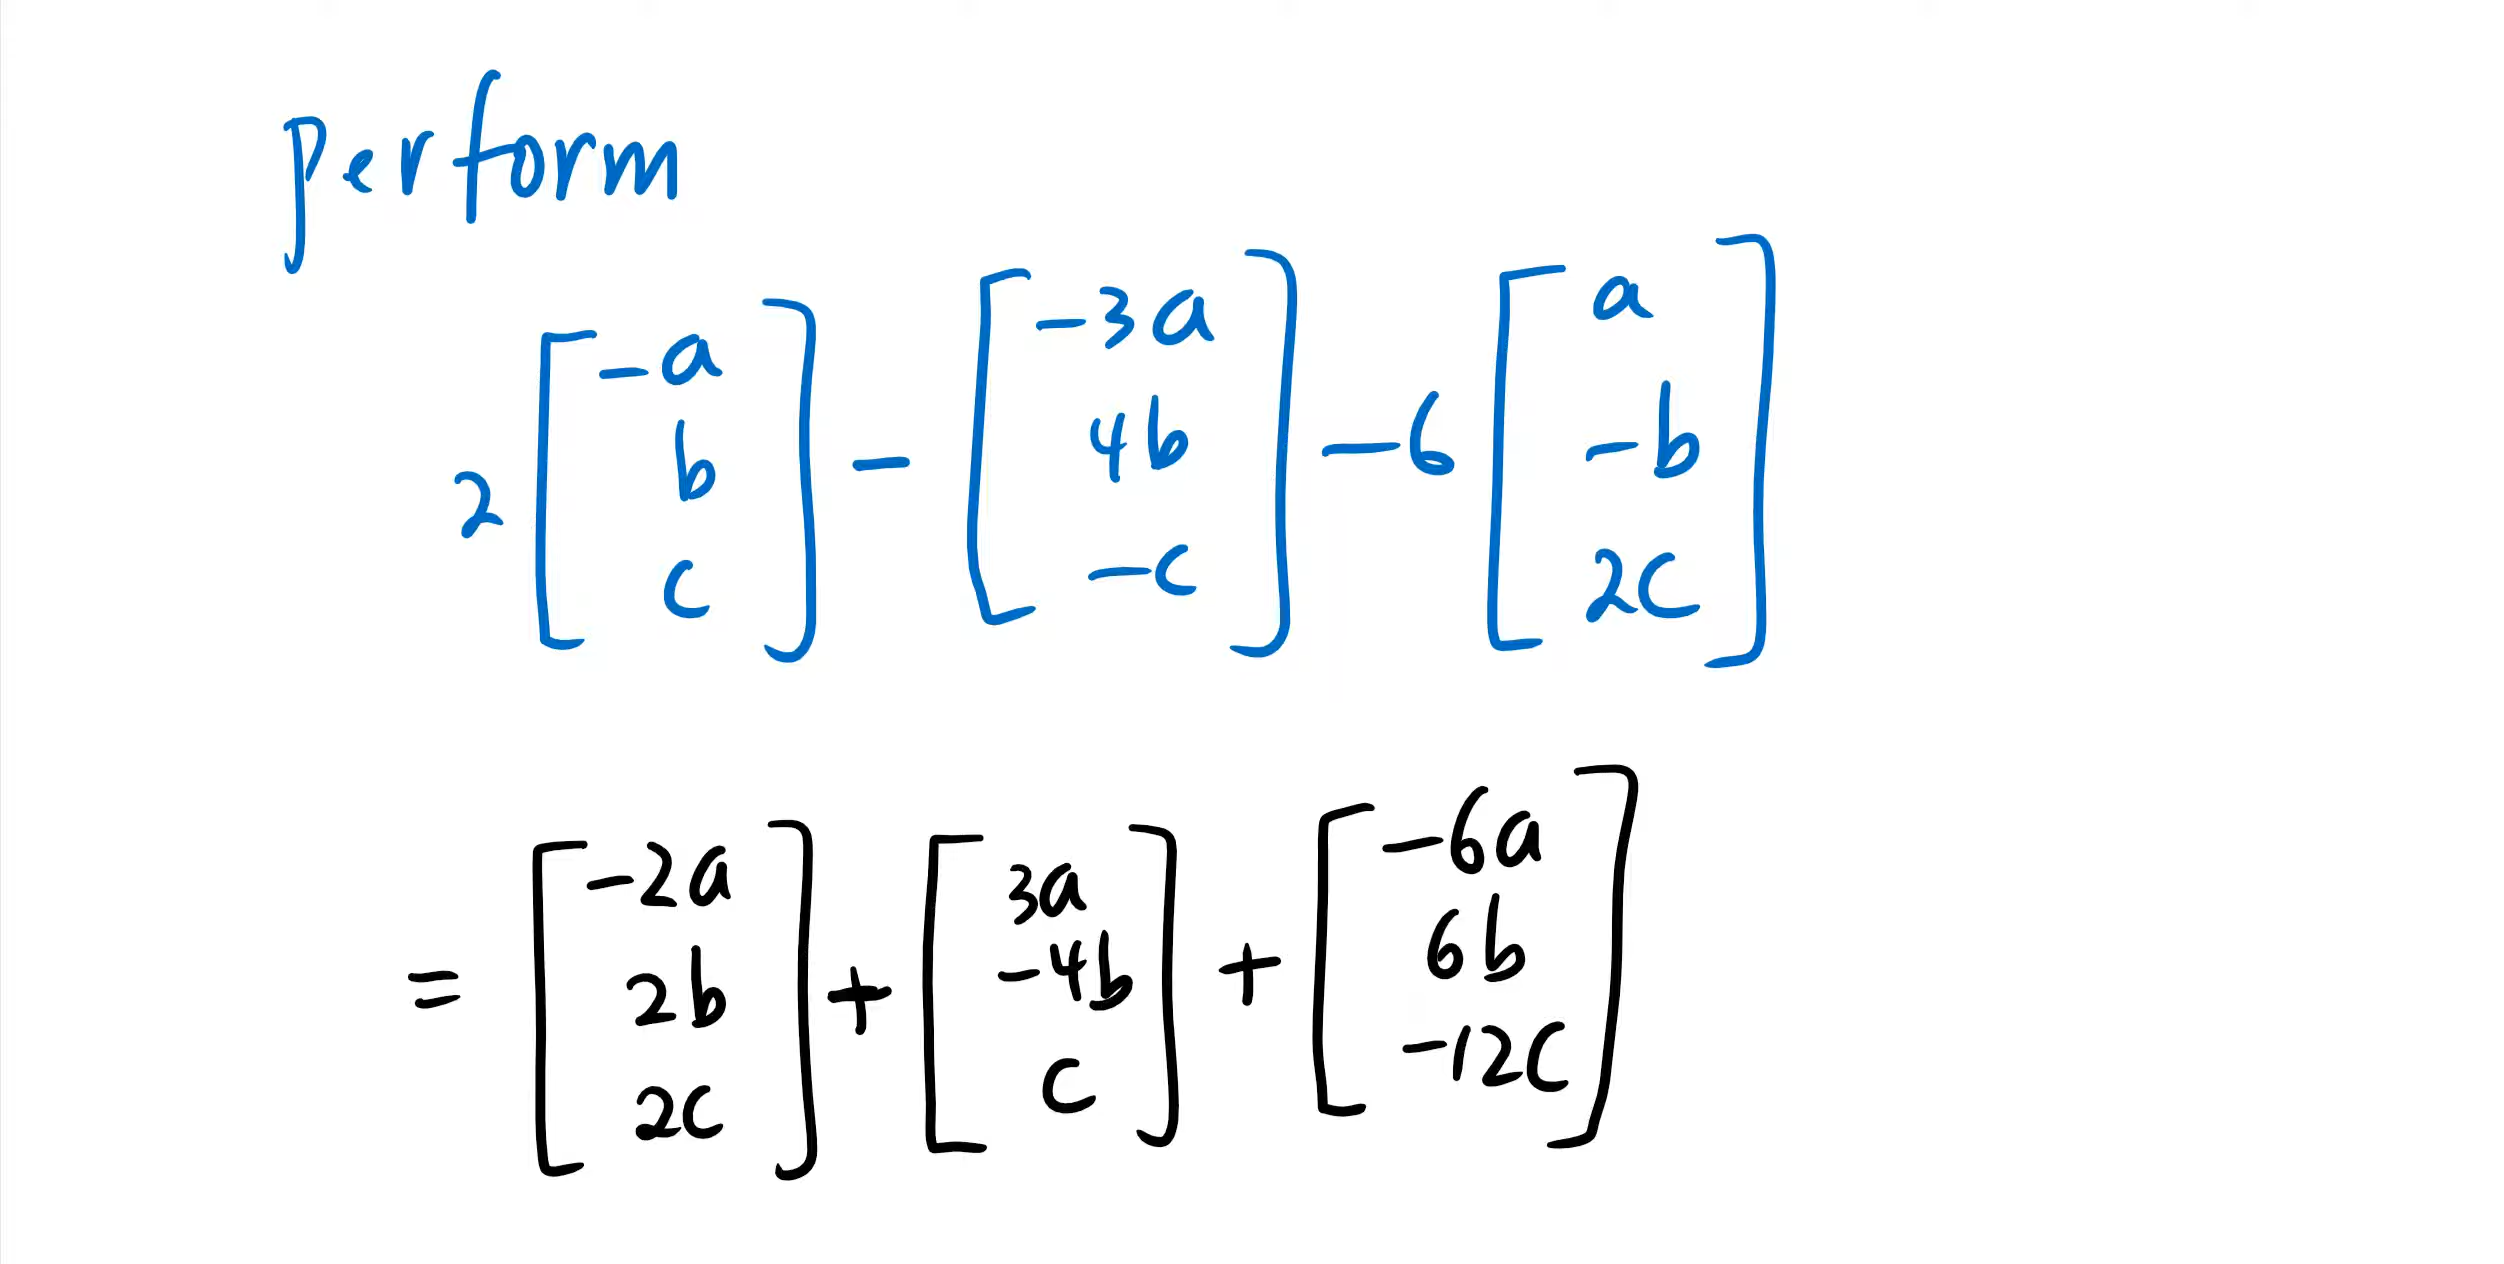 perform
2 [ -a b c ] - [ -3a 4b -c ] - 6 [ a -b 2c ]
= [ -2a 2b 2c ] + [ 3a -4b c ] + [ -6a 6b -12c ]